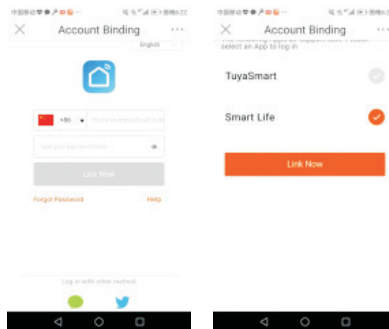 Account Binding
English
+86
Link Now
Forgot Password
Help
Log in with other method
Account Binding
select an App to log in
TuyaSmart
Smart Life
Link Now